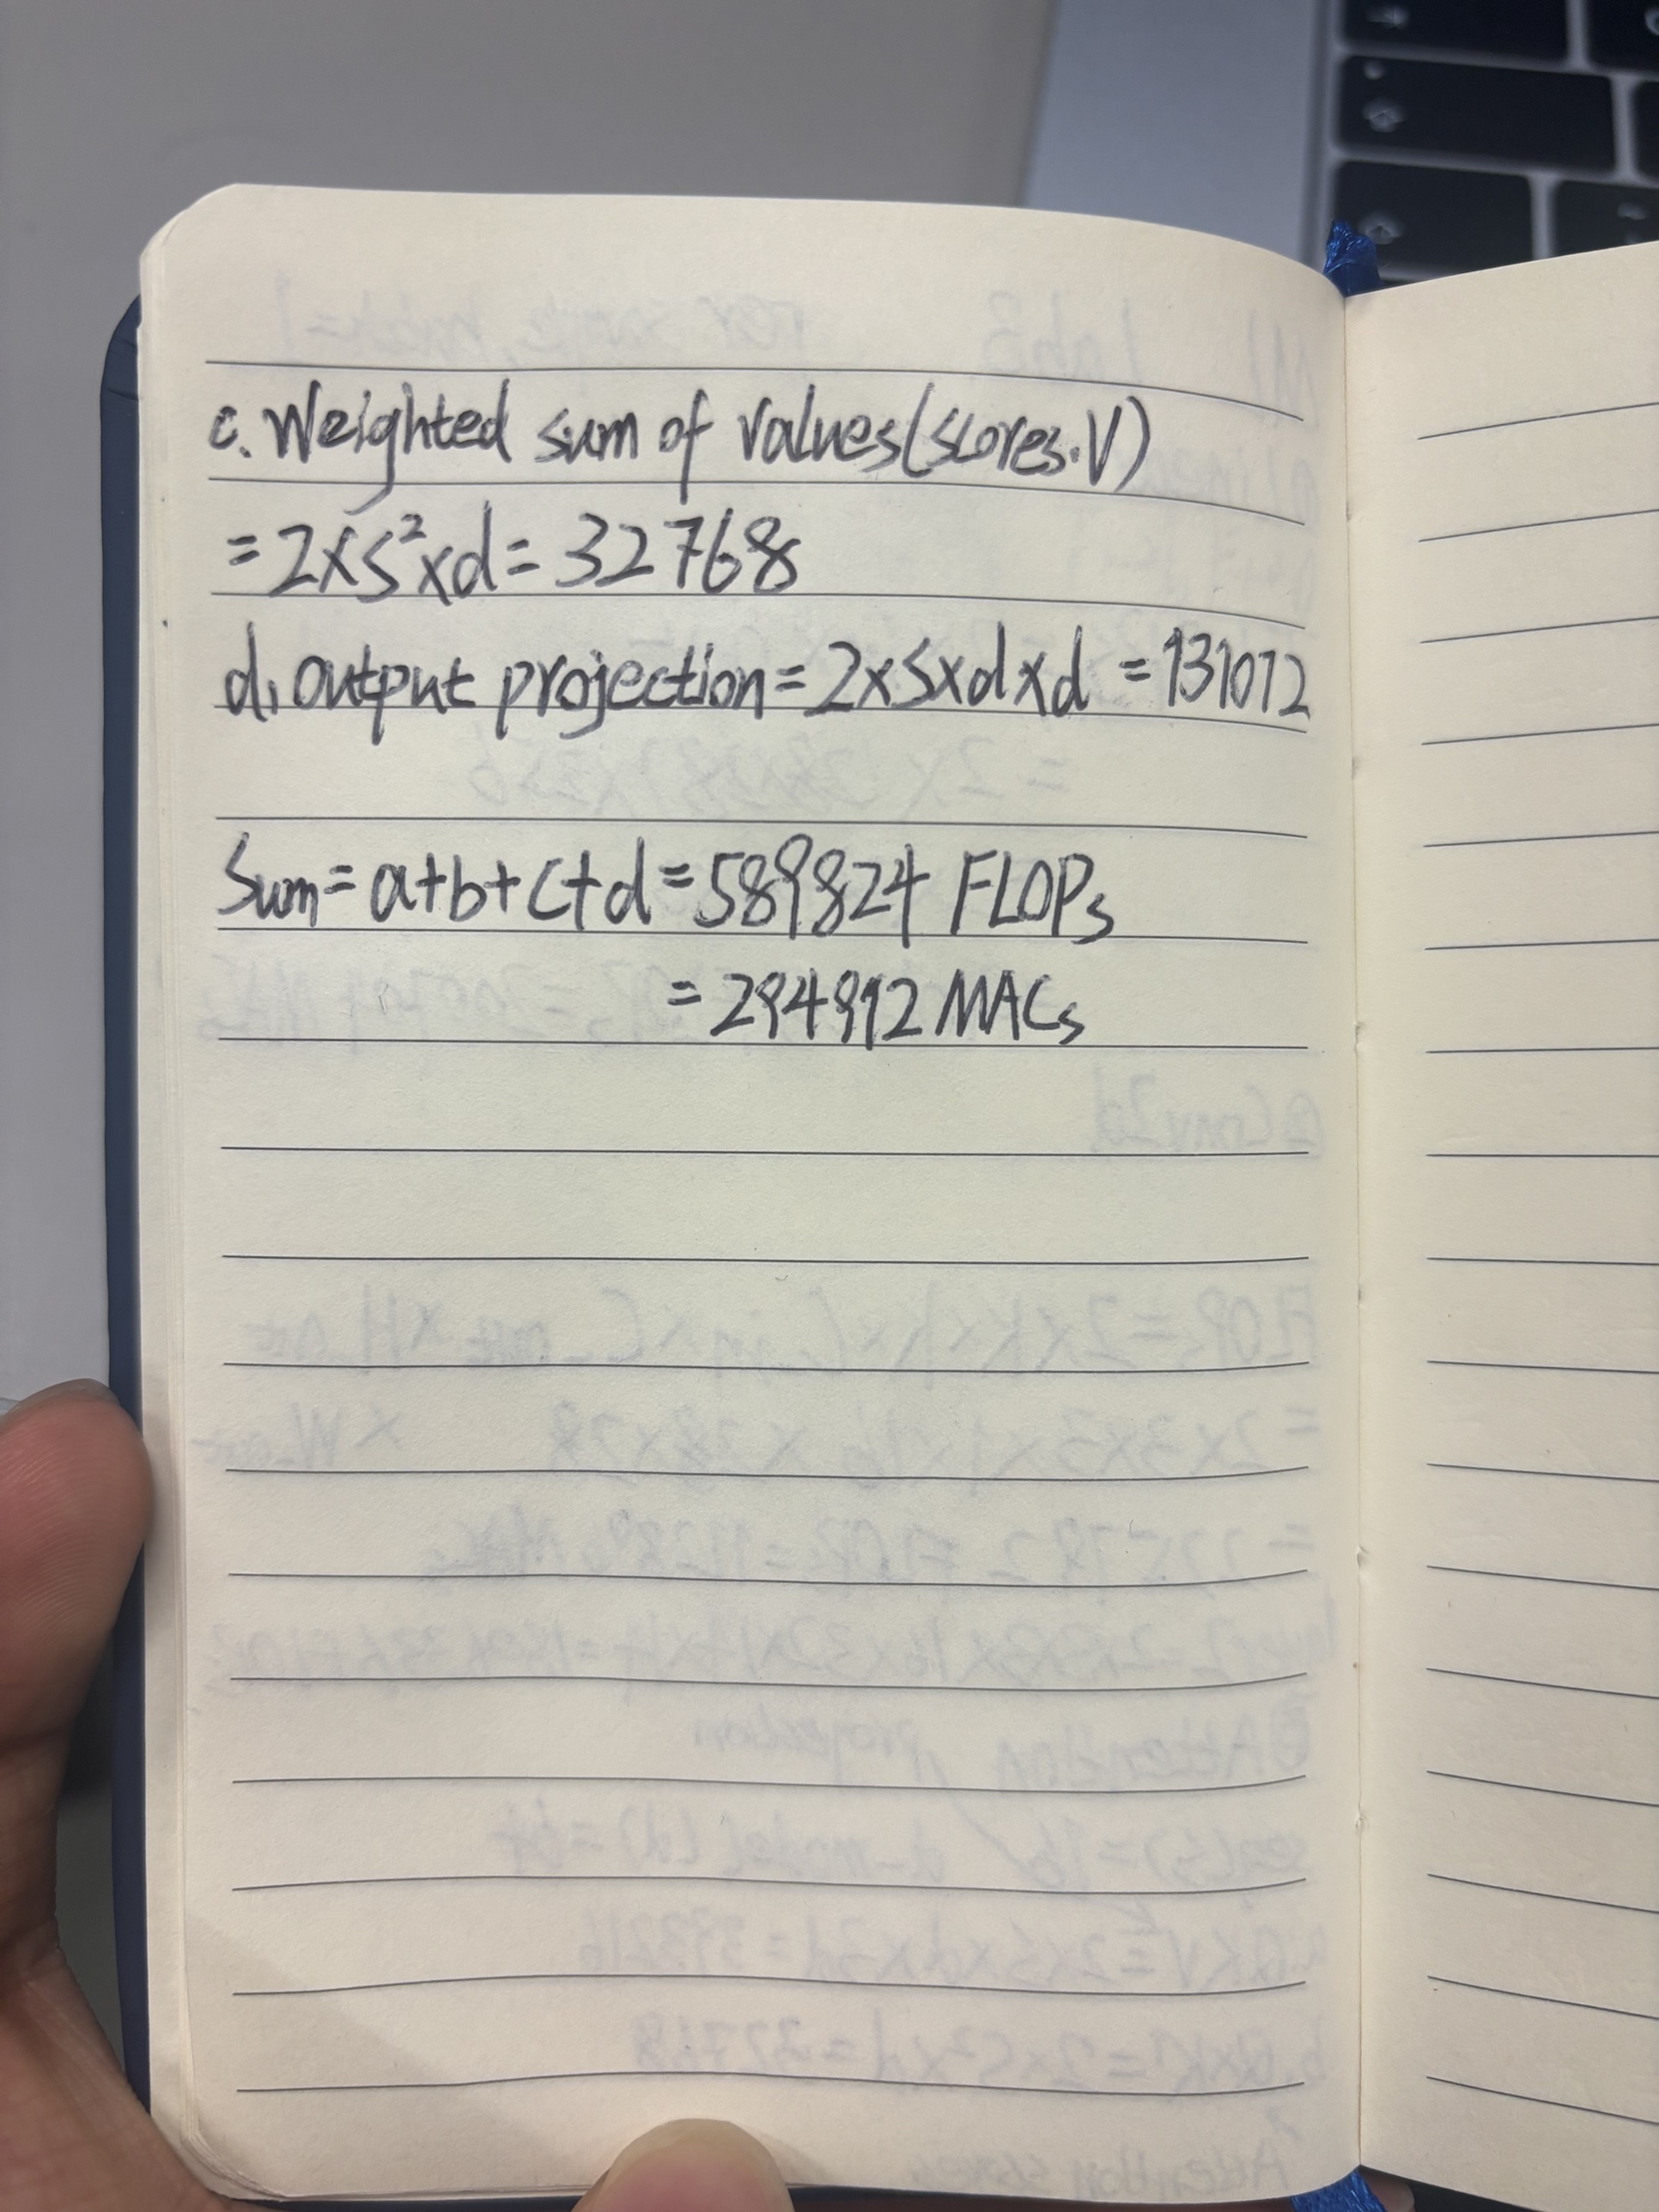 c. Weighted sum of values(scores.V)
= 2×S²×d = 32768
d. output projection = 2×S×d×d = 131072
Sum = a+b+c+d = 589824 FLOPs
= 294912 MACs